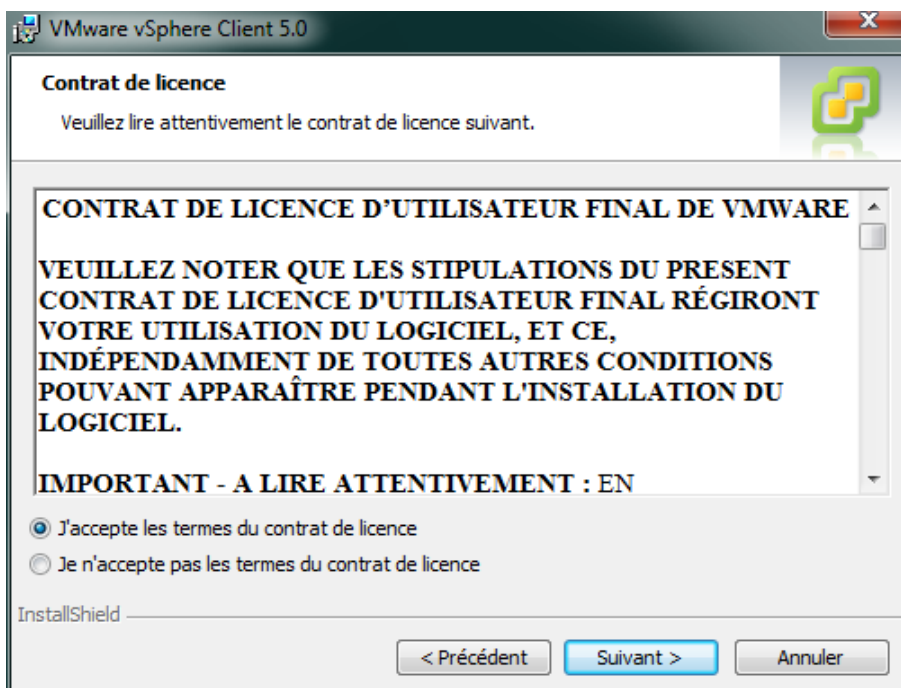 VMware vSphere Client 5.0
Contrat de licence
Veuillez lire attentivement le contrat de licence suivant.
CONTRAT DE LICENCE D’UTILISATEUR FINAL DE VMWARE
VEUILLEZ NOTER QUE LES STIPULATIONS DU PRESENT
CONTRAT DE LICENCE D'UTILISATEUR FINAL RÉGIRONT
VOTRE UTILISATION DU LOGICIEL, ET CE,
INDÉPENDAMMENT DE TOUTES AUTRES CONDITIONS
POUVANT APPARAÎTRE PENDANT L'INSTALLATION DU
LOGICIEL.
IMPORTANT - A LIRE ATTENTIVEMENT : EN
J'accepte les termes du contrat de licence
Je n'accepte pas les termes du contrat de licence
InstallShield
< Précédent Suivant > Annuler